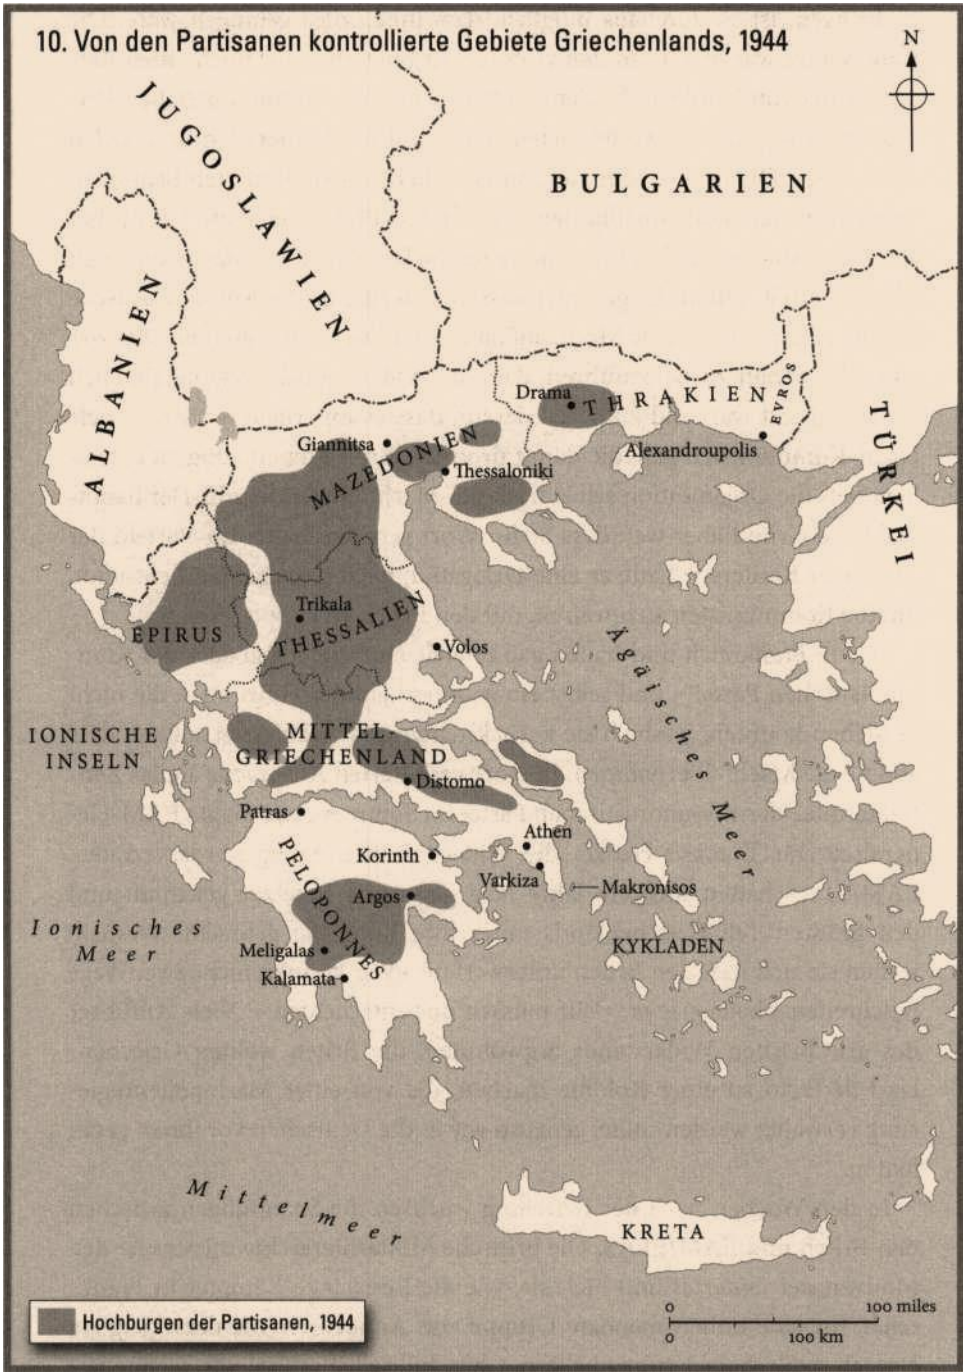 10. Von den Partisanen kontrollierte Gebiete Griechenlands, 1944
N
JUGOSLAWIEN
BULGARIEN
ALBANIEN
TÜRKEI
Drama
THRAKIEN
EVROS
Alexandroupolis
Giannitsa
MAZEDONIEN
Thessaloniki
Trikala
EPIRUS
THESSALIEN
Volos
Ägäisches Meer
IONISCHE
INSELN
MITTEL-
GRIECHENLAND
Distomo
Patras
Athen
Korinth
Varkiza
Makronisos
PELOPONNES
Argos
Ionisches
Meer
Meligalas
KYKLADEN
Kalamata
Mittelmeer
KRETA
Hochburgen der Partisanen, 1944
0 100 miles
0 100 km